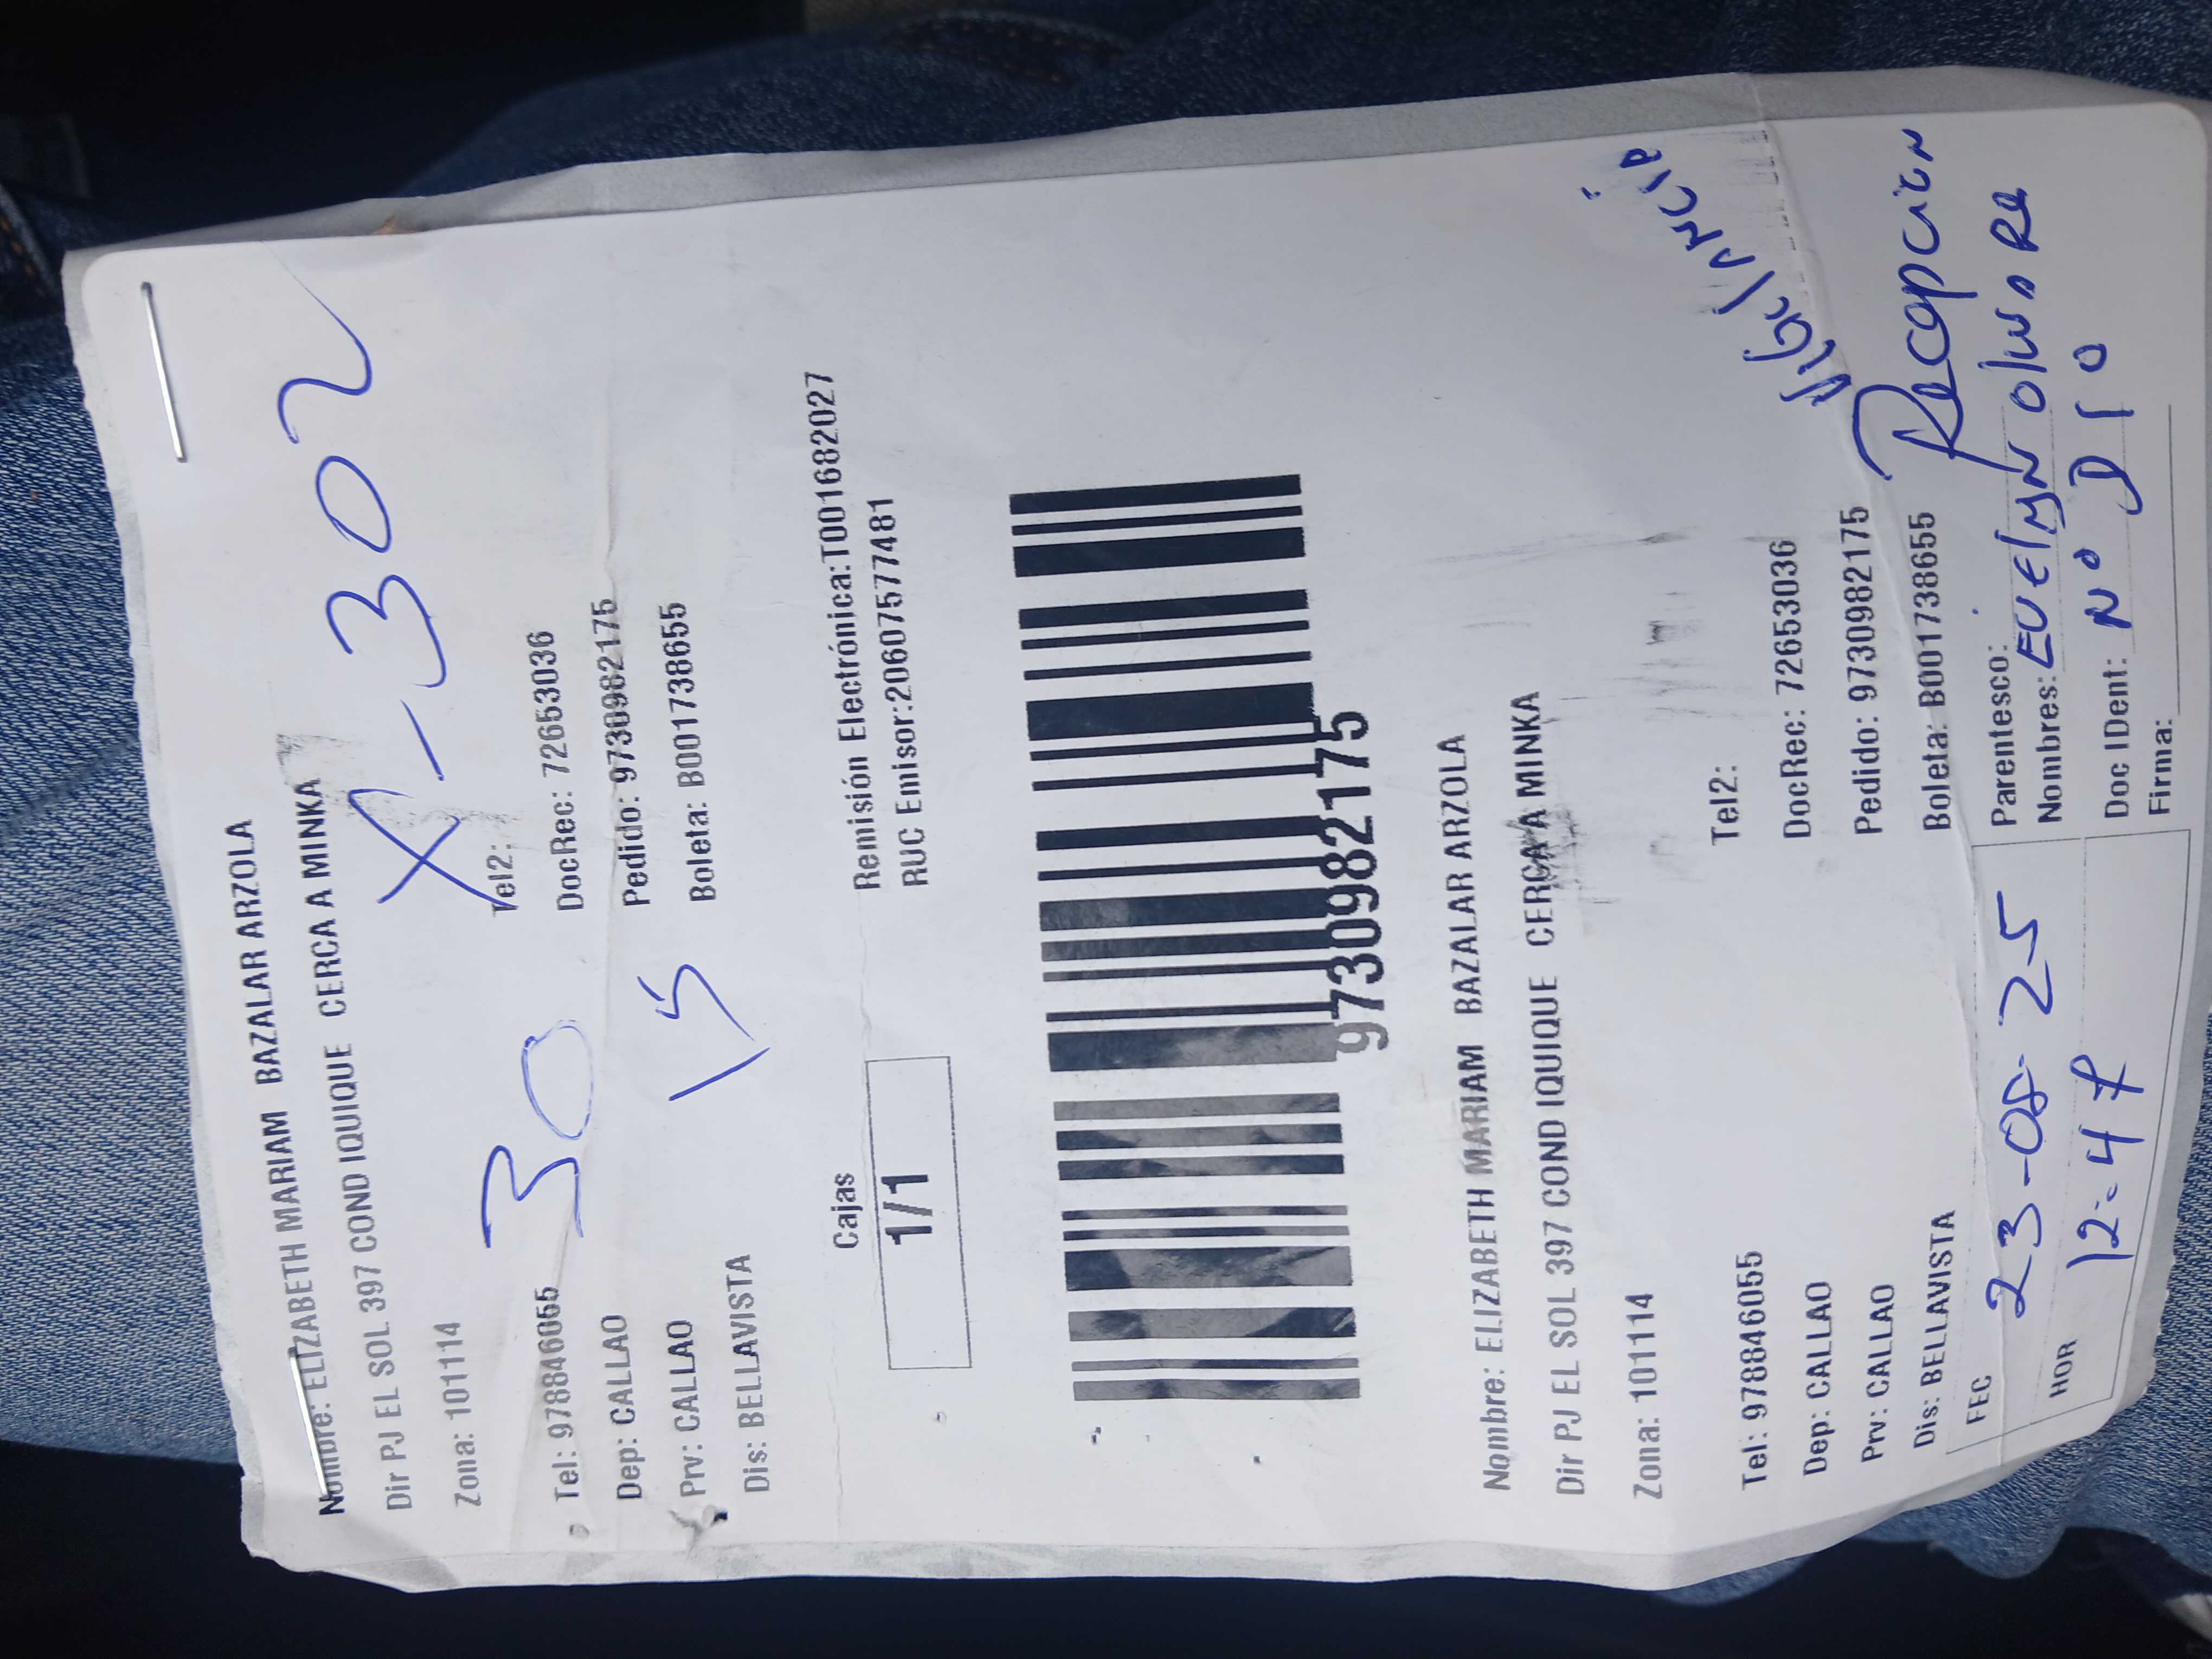 X-302
Nombre: ELIZABETH MARIAM BAZALAR ARZOLA
Dir PJ EL SOL 397 COND IQUIQUE CERCA A MINKA
Zona: 101114
30
Tel: 978846055 Tel2:
Dep: CALLAO DocRec: 72653036
Prv: CALLAO Pedido: 9730982175
15
Dis: BELLAVISTA Boleta: B001738655
Cajas
1/1
Remisión Electrónica:T001682027
RUC Emisor:20607577481
9730982175
Nombre: ELIZABETH MARIAM BAZALAR ARZOLA
Dir PJ EL SOL 397 COND IQUIQUE CERCA A MINKA
Zona: 101114
Tel: 978846055 Tel2:
Dep: CALLAO DocRec: 72653036
Prv: CALLAO Pedido: 9730982175
Dis: BELLAVISTA Boleta: B001738655
Recepcion
FEC 23-08-25
HOR 12:47
Parentesco:
Nombres: EVElyN
Doc IDent: No DIO
Firma: